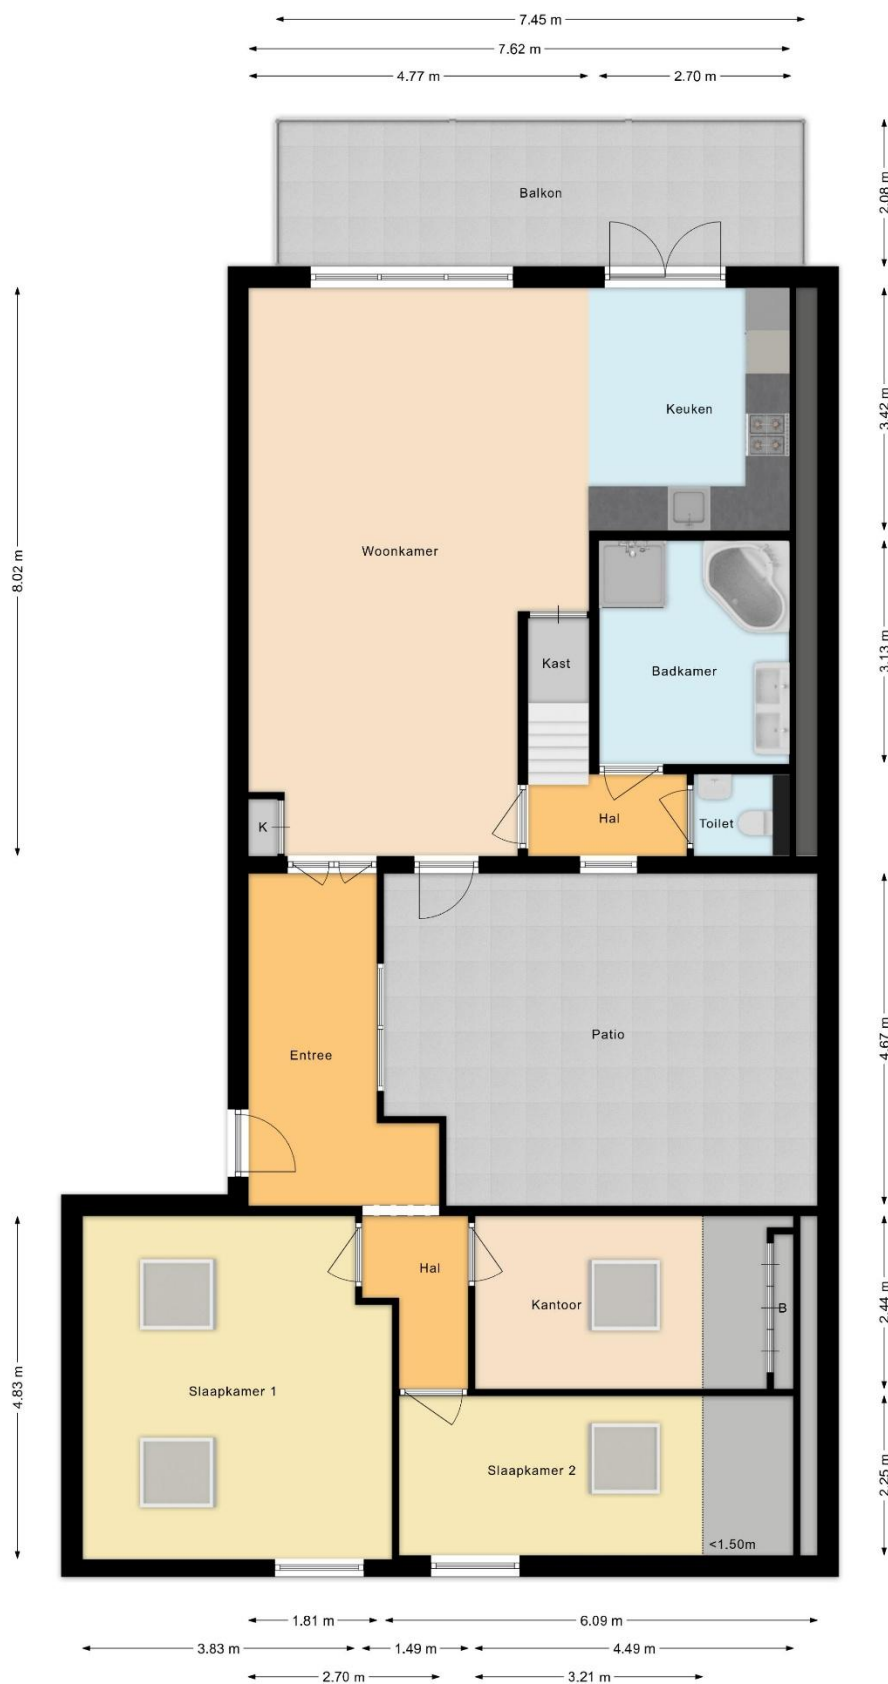 7.45 m
7.62 m
4.77 m
2.70 m
2.08 m
Balkon
8.02 m
3.42 m
Keuken
Woonkamer
3.13 m
Kast
Badkamer
K
Hal
Toilet
4.67 m
Patio
Entree
Hal
2.44 m
Kantoor
B
4.83 m
Slaapkamer 1
Slaapkamer 2
2.25 m
<1.50m
1.81 m
6.09 m
3.83 m
1.49 m
4.49 m
2.70 m
3.21 m